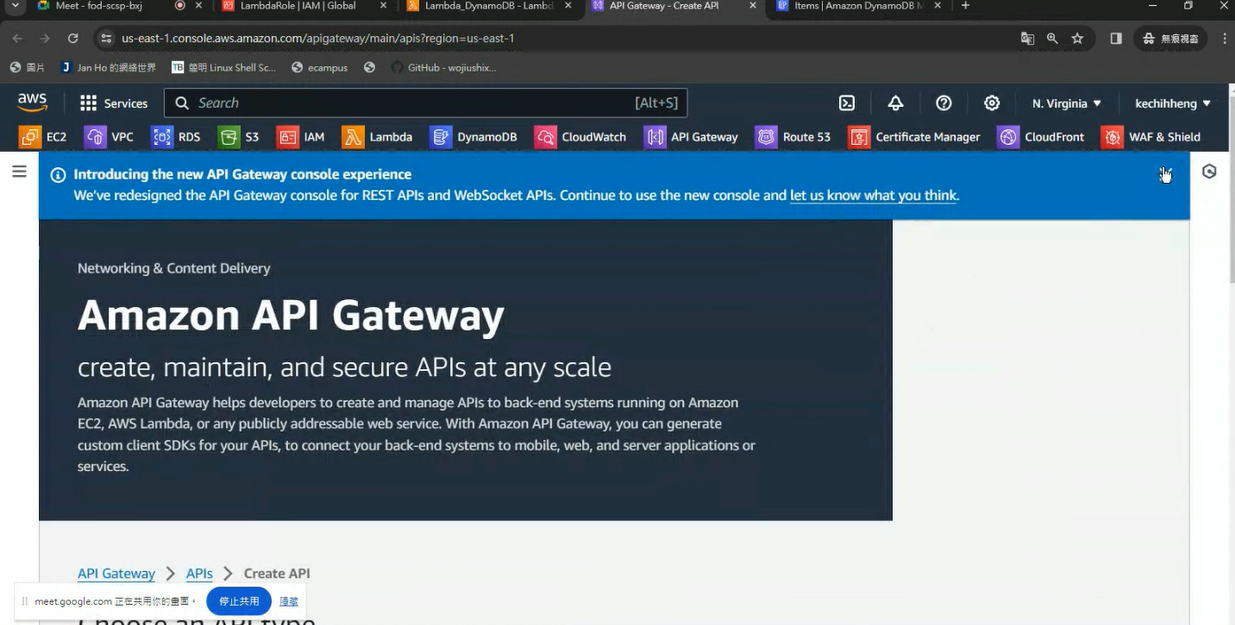 Meet - fod-scsp-bxj
LambdaRole | IAM | Global
Lambda_DynamoDB - Lambd
API Gateway - Create API
Items | Amazon DynamoDB M
us-east-1.console.aws.amazon.com/apigateway/main/apis?region=us-east-1
無痕視窗
圖片
Jan Ho 的網絡世界
TB
簡明 Linux Shell Sc...
ecampus
GitHub - wojiushix...
aws
Services
Search
[Alt+S]
N. Virginia
kechihheng
EC2
VPC
RDS
S3
IAM
Lambda
DynamoDB
CloudWatch
API Gateway
Route 53
Certificate Manager
CloudFront
WAF & Shield
Introducing the new API Gateway console experience
We've redesigned the API Gateway console for REST APIs and WebSocket APIs. Continue to use the new console and let us know what you think.
Networking & Content Delivery
Amazon API Gateway
create, maintain, and secure APIs at any scale
Amazon API Gateway helps developers to create and manage APIs to back-end systems running on Amazon
EC2, AWS Lambda, or any publicly addressable web service. With Amazon API Gateway, you can generate
custom client SDKs for your APIs, to connect your back-end systems to mobile, web, and server applications or
services.
API Gateway > APIs > Create API
meet.google.com 正在共用你的畫面。
停止共用
隱藏
Choose an API type